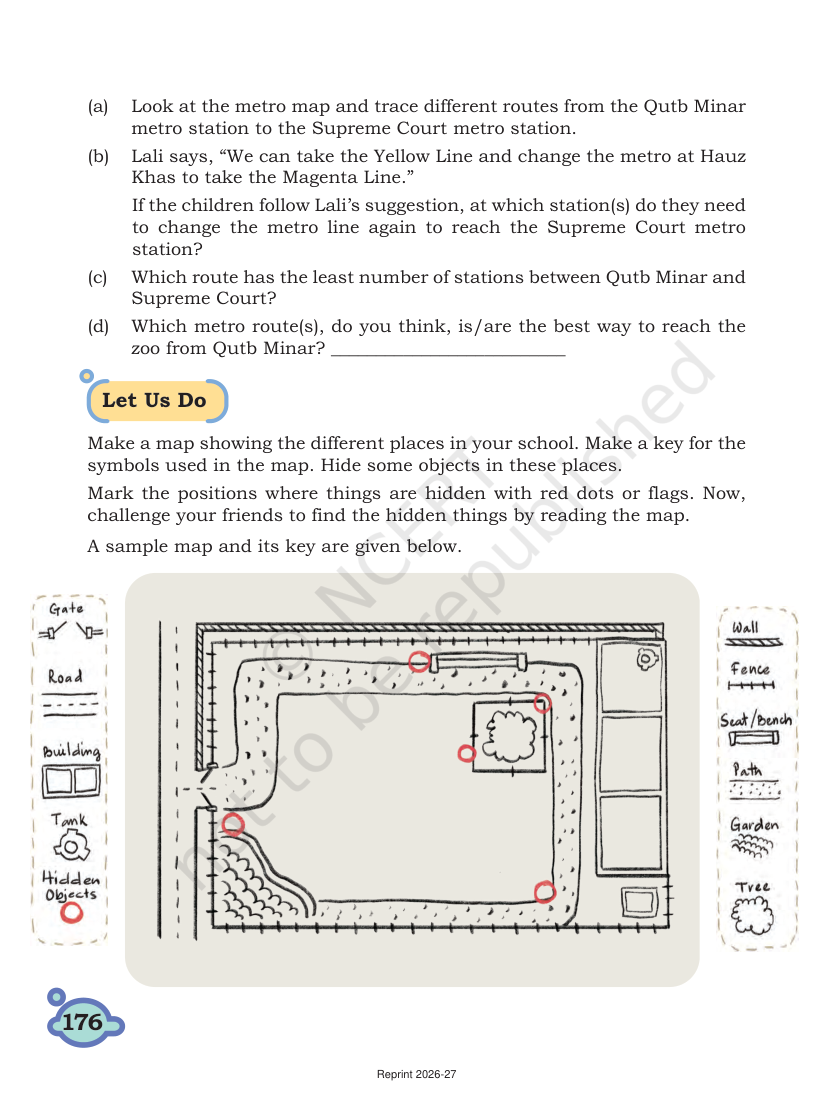 (a) Look at the metro map and trace different routes from the Qutb Minar
metro station to the Supreme Court metro station.
(b) Lali says, “We can take the Yellow Line and change the metro at Hauz
Khas to take the Magenta Line.”
If the children follow Lali’s suggestion, at which station(s) do they need
to change the metro line again to reach the Supreme Court metro
station?
(c) Which route has the least number of stations between Qutb Minar and
Supreme Court?
(d) Which metro route(s), do you think, is/are the best way to reach the
zoo from Qutb Minar? __________________________
Let Us Do
Make a map showing the different places in your school. Make a key for the
symbols used in the map. Hide some objects in these places.
Mark the positions where things are hidden with red dots or flags. Now,
challenge your friends to find the hidden things by reading the map.
A sample map and its key are given below.
Gate
Road
Building
Tank
Hidden
Objects
Wall
Fence
Seat/Bench
Path
Garden
Tree
© NCERT
not to be republished
176
Reprint 2026-27